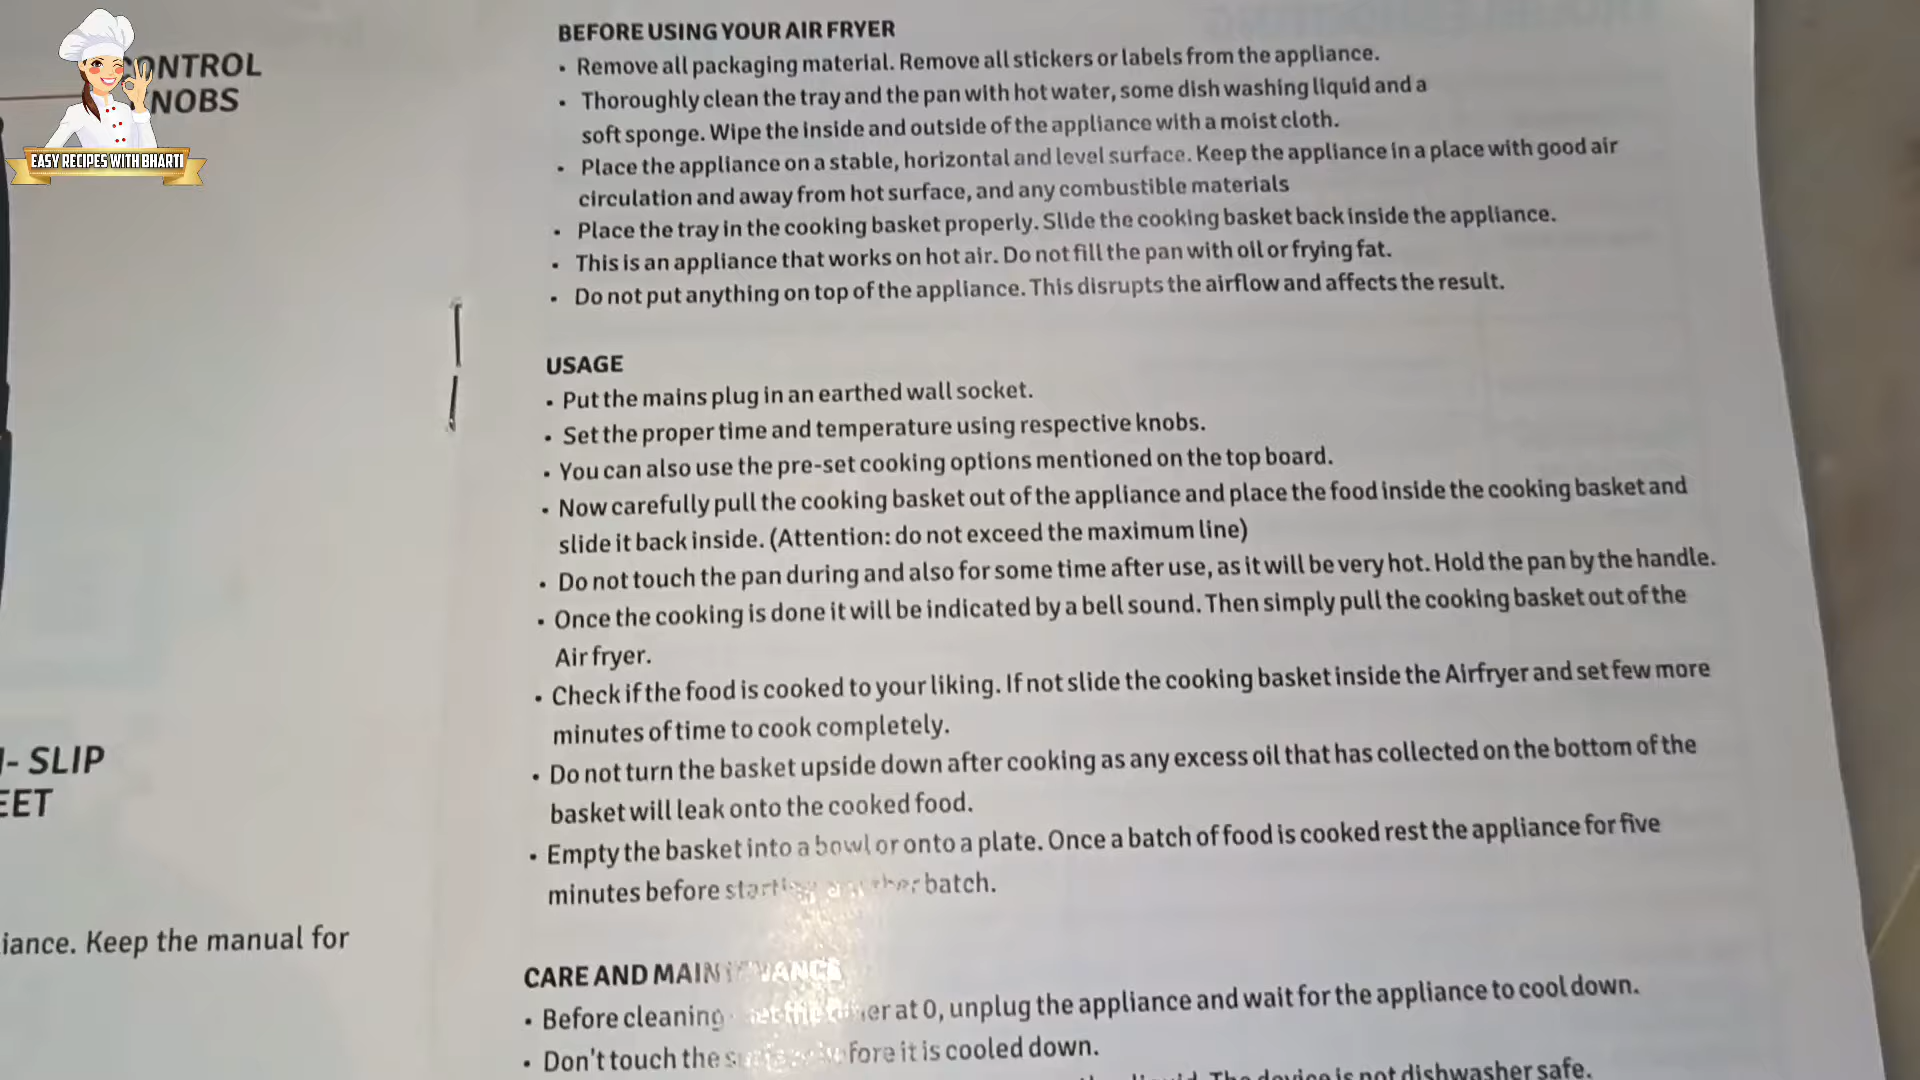 CONTROL
KNOBS
EASY RECIPES WITH BHARTI
- SLIP
EET
iance. Keep the manual for
BEFORE USING YOUR AIR FRYER
• Remove all packaging material. Remove all stickers or labels from the appliance.
• Thoroughly clean the tray and the pan with hot water, some dish washing liquid and a
soft sponge. Wipe the inside and outside of the appliance with a moist cloth.
• Place the appliance on a stable, horizontal and level surface. Keep the appliance in a place with good air
circulation and away from hot surface, and any combustible materials
• Place the tray in the cooking basket properly. Slide the cooking basket back inside the appliance.
• This is an appliance that works on hot air. Do not fill the pan with oil or frying fat.
• Do not put anything on top of the appliance. This disrupts the airflow and affects the result.
USAGE
• Put the mains plug in an earthed wall socket.
• Set the proper time and temperature using respective knobs.
• You can also use the pre-set cooking options mentioned on the top board.
• Now carefully pull the cooking basket out of the appliance and place the food inside the cooking basket and
slide it back inside. (Attention: do not exceed the maximum line)
• Do not touch the pan during and also for some time after use, as it will be very hot. Hold the pan by the handle.
• Once the cooking is done it will be indicated by a bell sound. Then simply pull the cooking basket out of the
Air fryer.
• Check if the food is cooked to your liking. If not slide the cooking basket inside the Airfryer and set few more
minutes of time to cook completely.
• Do not turn the basket upside down after cooking as any excess oil that has collected on the bottom of the
basket will leak onto the cooked food.
• Empty the basket into a bowl or onto a plate. Once a batch of food is cooked rest the appliance for five
minutes before starting another batch.
CARE AND MAINTENANCE
• Before cleaning set the timer at 0, unplug the appliance and wait for the appliance to cool down.
• Don't touch the surface before it is cooled down.
The device is not dishwasher safe.